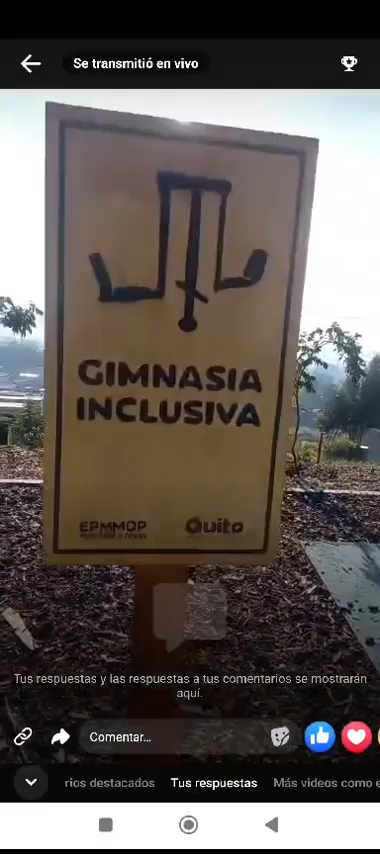 Se transmitió en vivo
GIMNASIA
INCLUSIVA
EPMMOP
Quito
Tus respuestas y las respuestas a tus comentarios se mostrarán
aquí.
Comentar...
rios destacados
Tus respuestas
Más videos como e